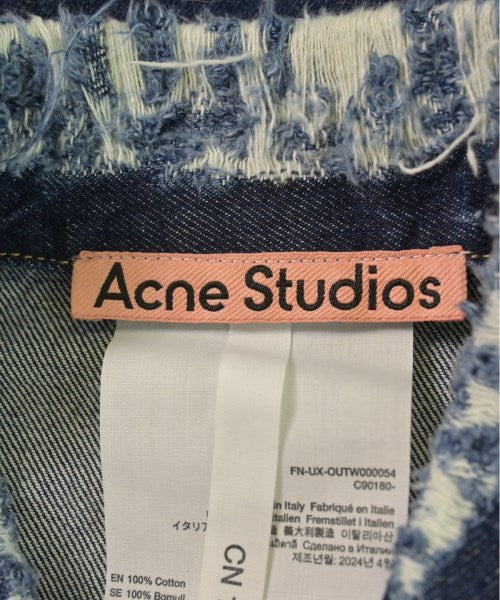 Acne Studios
FN-UX-OUTW000054
C90180-
in Italy Fabriqué en Italie
Fremstillet i Italien
イタリア 義大利製造 이탈리아산
Сделано в Италии
제조년월: 2024년 4월
CN -
EN 100% Cotton
SE 100% Bomull